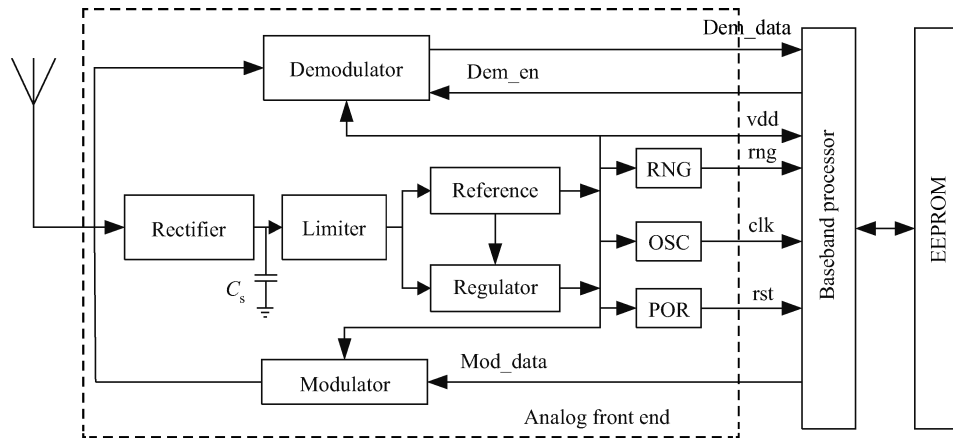 Dem_data
Demodulator
Dem_en
vdd
rng
RNG
Reference
Rectifier
Limiter
OSC
clk
Baseband processor
EEPROM
Cs
Regulator
POR
rst
Mod_data
Modulator
Analog front end